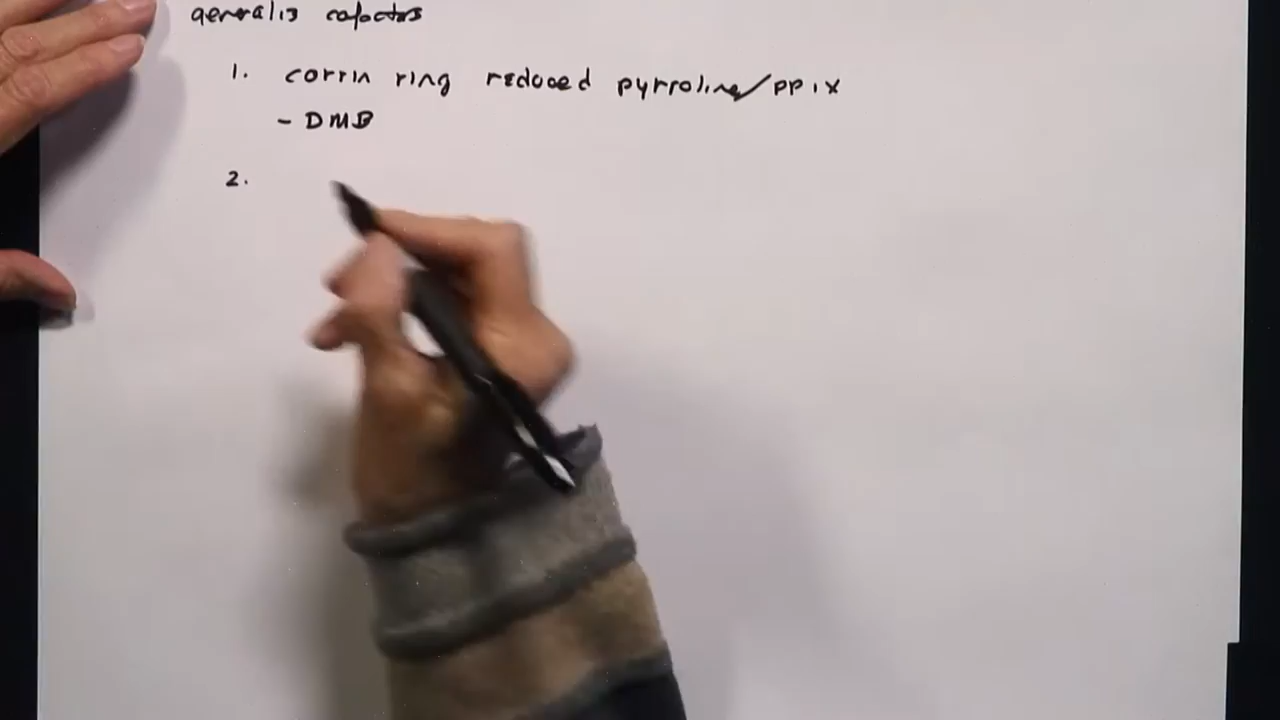 generalis cofactors
1. corrin ring reduced pyrroline/PPIX
- DMB
2.